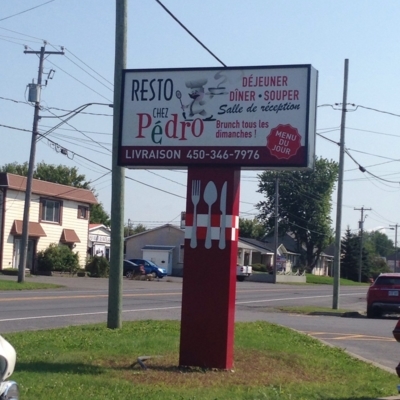 RESTO
CHEZ
Pédro
DÉJEUNER
DÎNER • SOUPER
Salle de réception
Brunch tous les
dimanches !
MENU
DU JOUR
LIVRAISON 450-346-7976